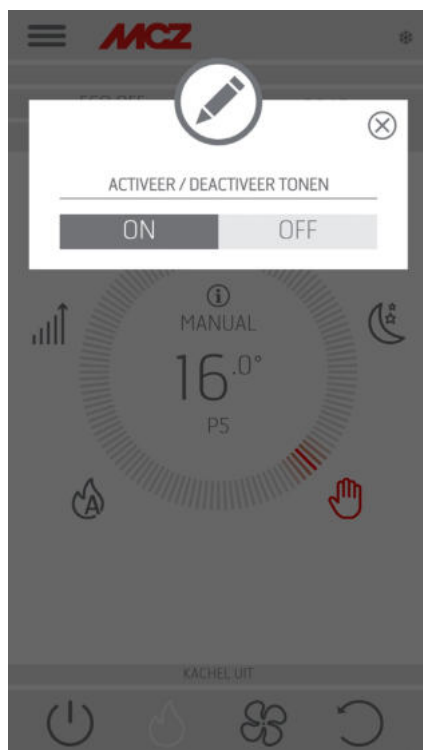 MCZ
ACTIVEER / DEACTIVEER TONEN
ON OFF
MANUAL
16.0°
P5
A
KACHEL UIT